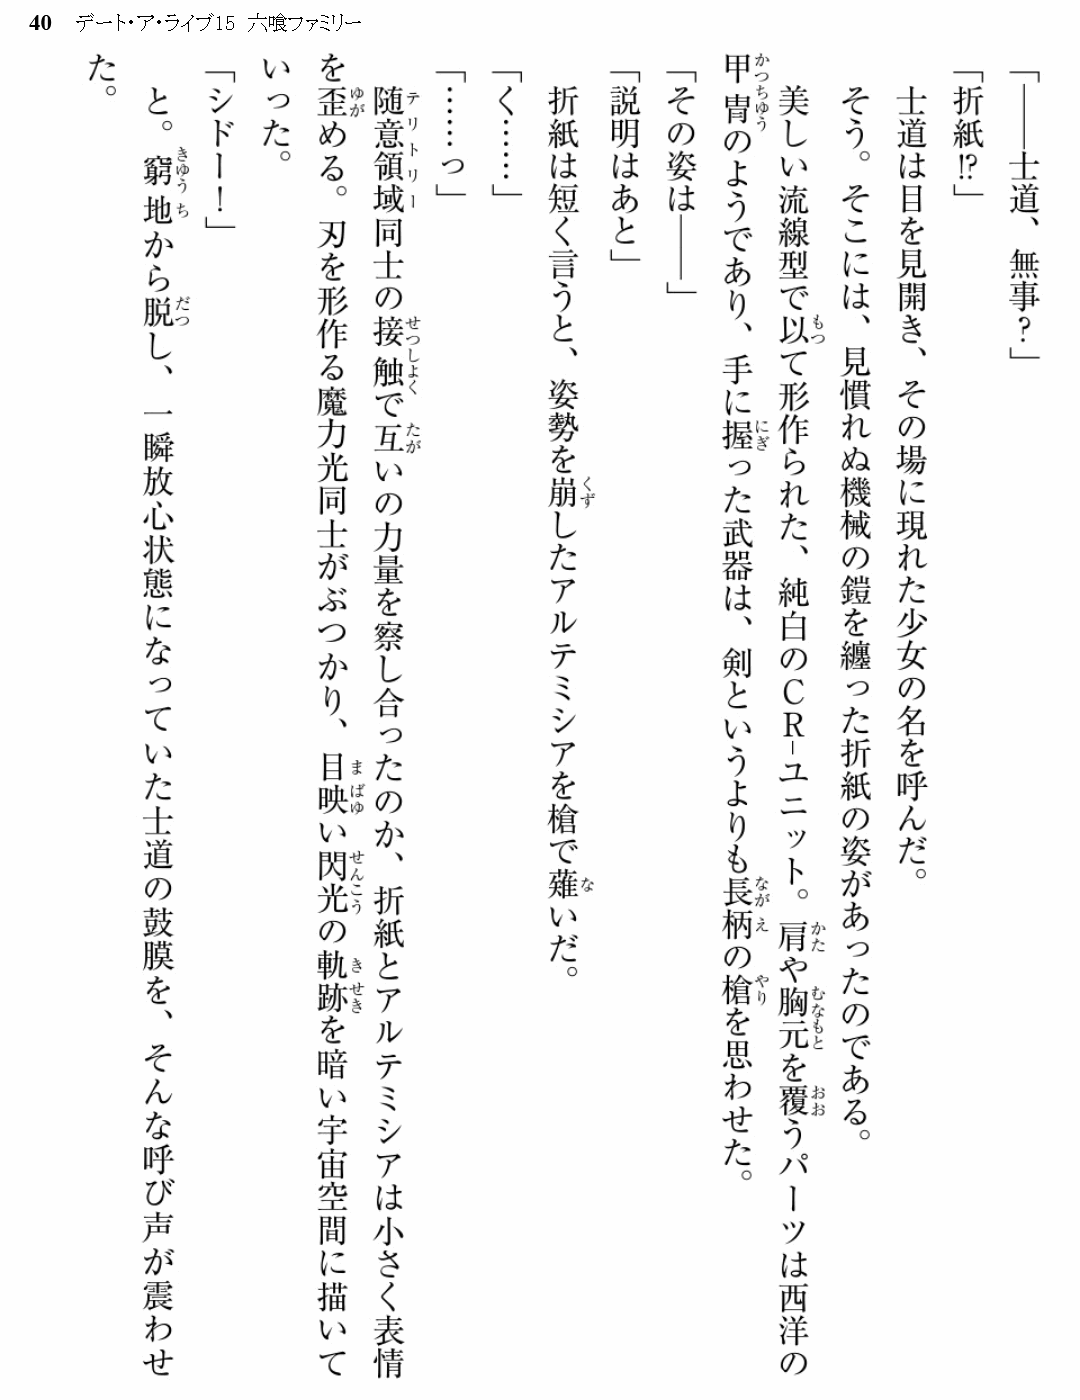 40 デート・ア・ライブ15 六喰ファミリー
「――士道、無事？」
「折紙!?」
士道は目を見開き、その場に現れた少女の名を呼んだ。
そう。そこには、見慣れぬ機械の鎧を纏った折紙の姿があったのである。
美しい流線型で以て形作られた、純白のＣＲ−ユニット。肩や胸元を覆うパーツは西洋の
甲冑のようであり、手に握った武器は、剣というよりも長柄の槍を思わせた。
「その姿は――」
「説明はあと」
折紙は短く言うと、姿勢を崩したアルテミシアを槍で薙いだ。
「く……」
「……っ」
随意領域同士の接触で互いの力量を察し合ったのか、折紙とアルテミシアは小さく表情
を歪める。刃を形作る魔力光同士がぶつかり、目映い閃光の軌跡を暗い宇宙空間に描いて
いった。
「シドー！」
と。窮地から脱し、一瞬放心状態になっていた士道の鼓膜を、そんな呼び声が震わせ
た。